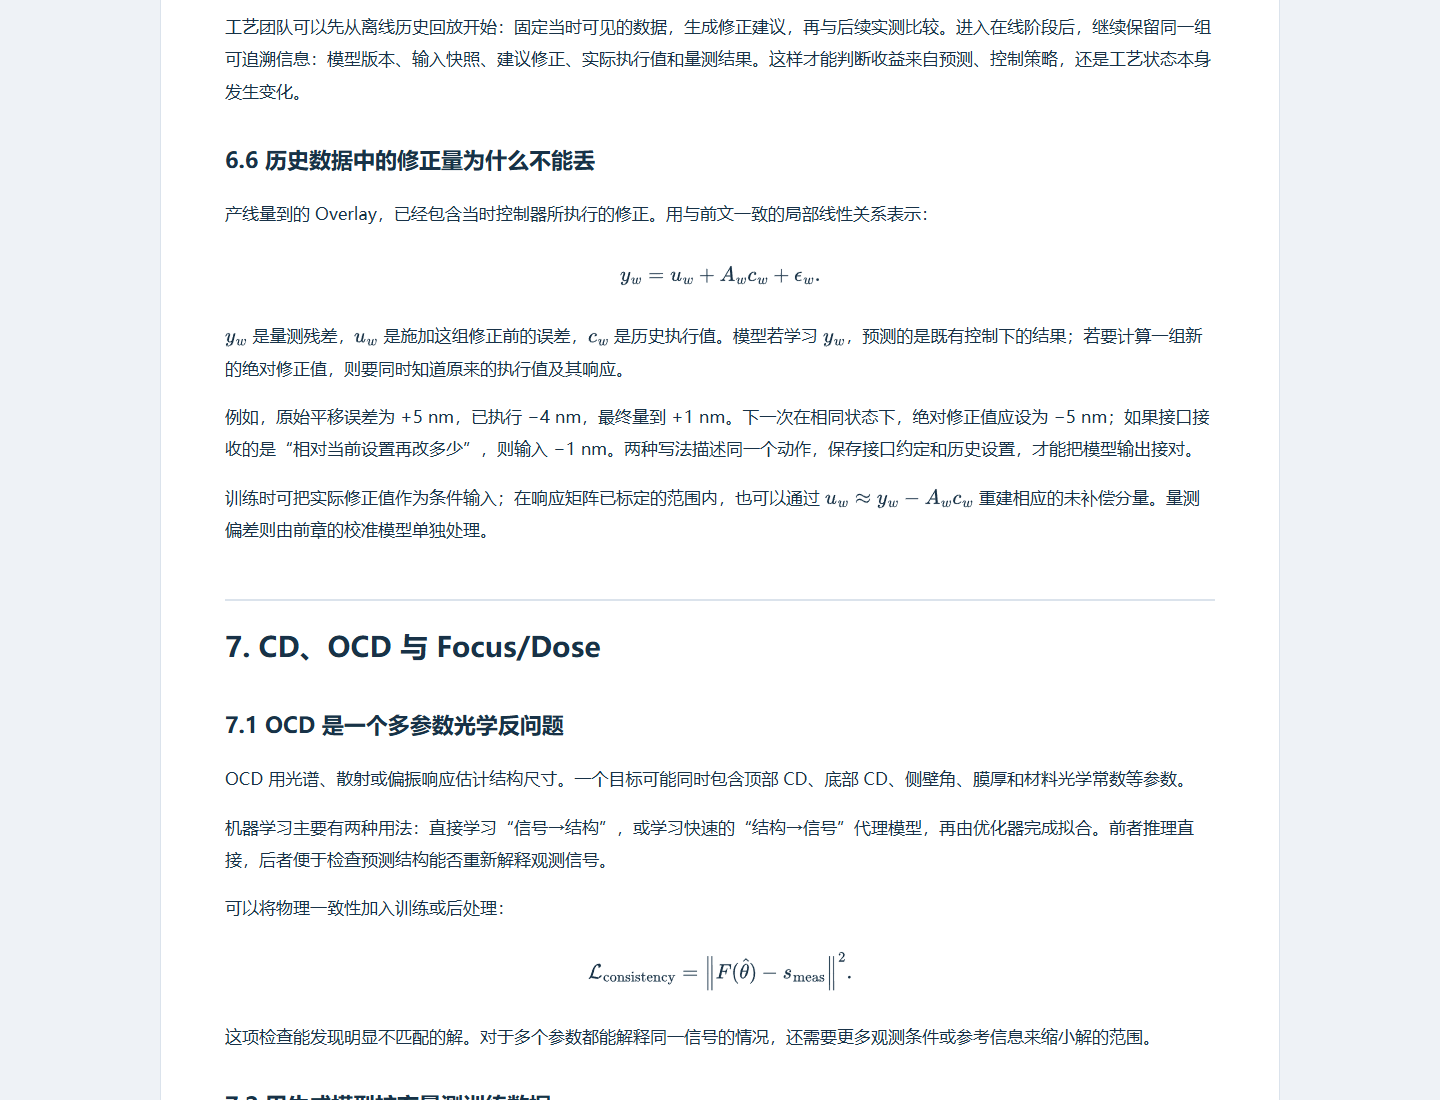 工艺团队可以先从离线历史回放开始：固定当时可见的数据，生成修正建议，再与后续实测比较。进入在线阶段后，继续保留同一组
可追溯信息：模型版本、输入快照、建议修正、实际执行值和量测结果。这样才能判断收益来自预测、控制策略，还是工艺状态本身
发生变化。
6.6 历史数据中的修正量为什么不能丢
产线量到的 Overlay，已经包含当时控制器所执行的修正。用与前文一致的局部线性关系表示：
y_w = u_w + A_w c_w + ϵ_w.
y_w 是量测残差，u_w 是施加这组修正前的误差，c_w 是历史执行值。模型若学习 y_w，预测的是既有控制下的结果；若要计算一组新
的绝对修正值，则要同时知道原来的执行值及其响应。
例如，原始平移误差为 +5 nm，已执行 −4 nm，最终量到 +1 nm。下一次在相同状态下，绝对修正值应设为 −5 nm；如果接口接
收的是“相对当前设置再改多少”，则输入 −1 nm。两种写法描述同一个动作，保存接口约定和历史设置，才能把模型输出接对。
训练时可把实际修正值作为条件输入；在响应矩阵已标定的范围内，也可以通过 u_w ≈ y_w − A_w c_w 重建相应的未补偿分量。量测
偏差则由前章的校准模型单独处理。
7. CD、OCD 与 Focus/Dose
7.1 OCD 是一个多参数光学反问题
OCD 用光谱、散射或偏振响应估计结构尺寸。一个目标可能同时包含顶部 CD、底部 CD、侧壁角、膜厚和材料光学常数等参数。
机器学习主要有两种用法：直接学习“信号→结构”，或学习快速的“结构→信号”代理模型，再由优化器完成拟合。前者推理直
接，后者便于检查预测结构能否重新解释观测信号。
可以将物理一致性加入训练或后处理：
ℒ_consistency = ‖F(θ̂) − s_meas‖².
这项检查能发现明显不匹配的解。对于多个参数都能解释同一信号的情况，还需要更多观测条件或参考信息来缩小解的范围。